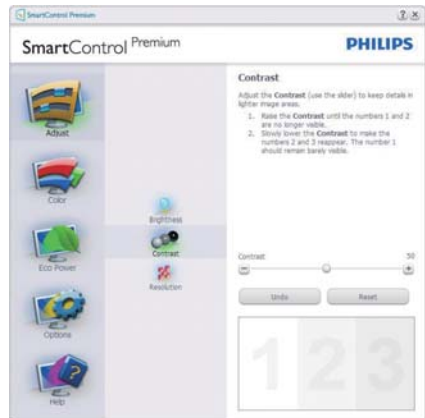 SmartControl Premium
SmartControl Premium
PHILIPS
Adjust
Color
Eco Power
Options
Help
Brightness
Contrast
Resolution
Contrast
Adjust the Contrast (use the slider) to keep details in
lighter image areas.
1. Raise the Contrast until the numbers 1 and 2
are no longer visible.
2. Slowly lower the Contrast to make the
numbers 2 and 3 reappear. The number 1
should remain barely visible.
Contrast 50
Undo Reset
1 2 3